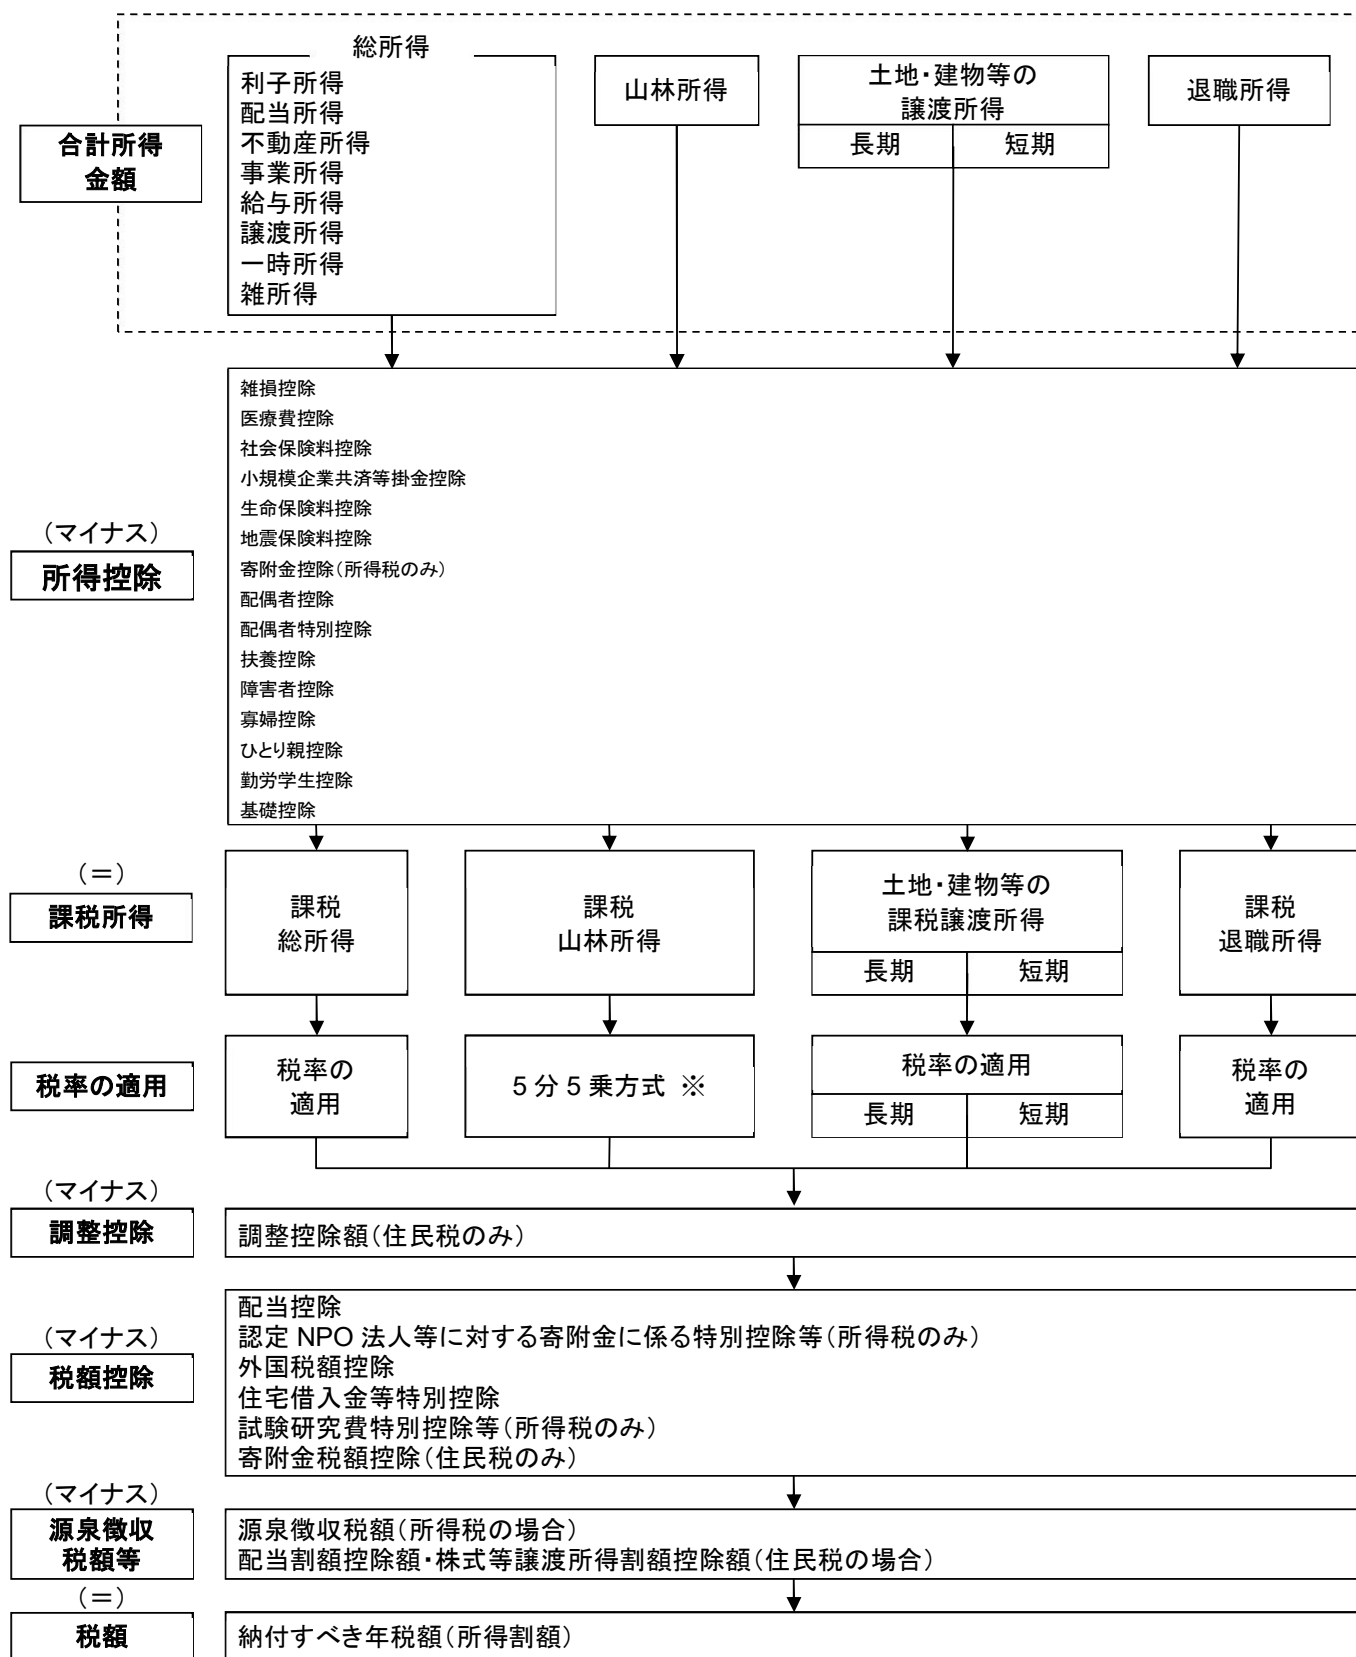 総所得
利子所得
配当所得
不動産所得
事業所得
給与所得
譲渡所得
一時所得
雑所得
山林所得
土地・建物等の
譲渡所得
長期 短期
退職所得
合計所得
金額
(マイナス)
所得控除
雑損控除
医療費控除
社会保険料控除
小規模企業共済等掛金控除
生命保険料控除
地震保険料控除
寄附金控除(所得税のみ)
配偶者控除
配偶者特別控除
扶養控除
障害者控除
寡婦控除
ひとり親控除
勤労学生控除
基礎控除
(=)
課税所得
課税
総所得
課税
山林所得
土地・建物等の
課税譲渡所得
長期 短期
課税
退職所得
税率の適用
税率の
適用
5分5乗方式 ※
税率の適用
長期 短期
税率の
適用
(マイナス)
調整控除
調整控除額(住民税のみ)
(マイナス)
税額控除
配当控除
認定 NPO 法人等に対する寄附金に係る特別控除等(所得税のみ)
外国税額控除
住宅借入金等特別控除
試験研究費特別控除等(所得税のみ)
寄附金税額控除(住民税のみ)
(マイナス)
源泉徴収
税額等
源泉徴収税額(所得税の場合)
配当割額控除額・株式等譲渡所得割額控除額(住民税の場合)
(=)
税額
納付すべき年税額(所得割額)